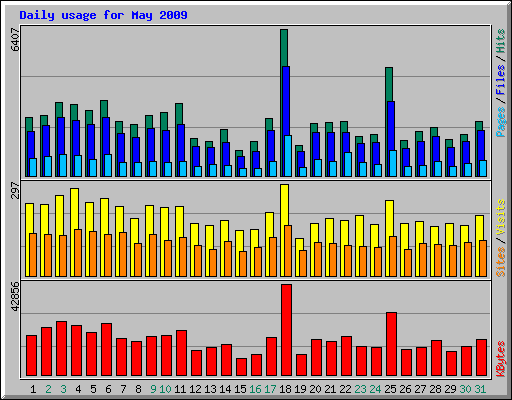 Daily usage for May 2009
6407
Pages / Files / Hits
297
Sites / Visits
42856
KBytes
1 2 3 4 5 6 7 8 9 10 11 12 13 14 15 16 17 18 19 20 21 22 23 24 25 26 27 28 29 30 31